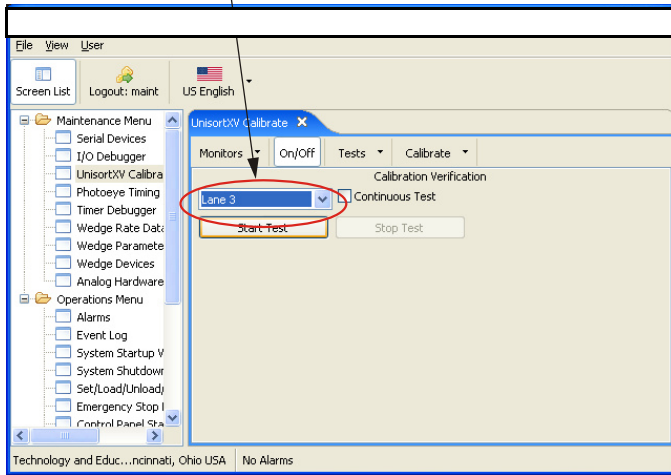 File View User
Screen List Logout: maint US English
Maintenance Menu
Serial Devices
I/O Debugger
UnisortXV Calibra
Photoeye Timing
Timer Debugger
Wedge Rate Data
Wedge Paramete
Wedge Devices
Analog Hardware
Operations Menu
Alarms
Event Log
System Startup V
System Shutdown
Set/Load/Unload/
Emergency Stop I
Control Panel Sta
UnisortXV Calibrate
Monitors On/Off Tests Calibrate
Calibration Verification
Lane 3 Continuous Test
Start Test Stop Test
Technology and Educ...ncinnati, Ohio USA No Alarms